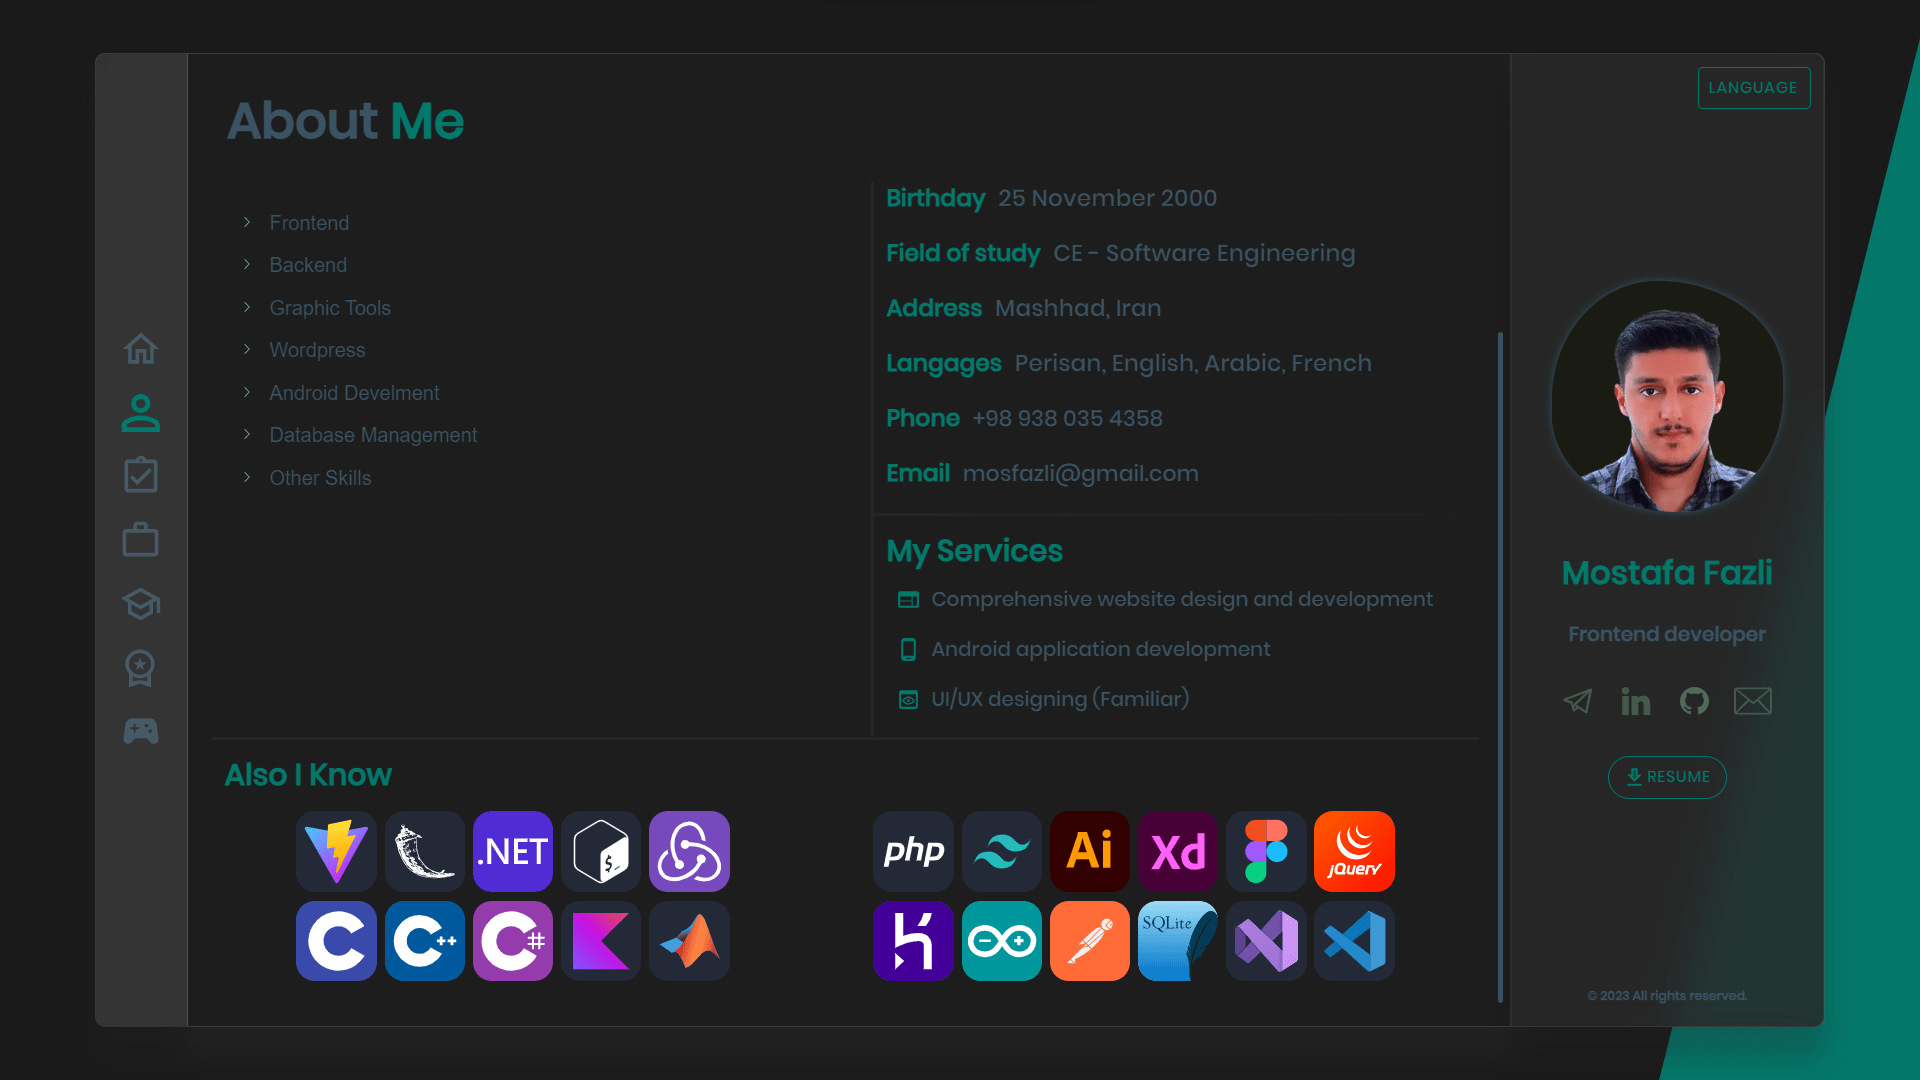 LANGUAGE
About Me
Frontend
Backend
Graphic Tools
Wordpress
Android Develment
Database Management
Other Skills
Birthday 25 November 2000
Field of study CE - Software Engineering
Address Mashhad, Iran
Langages Perisan, English, Arabic, French
Phone +98 938 035 4358
Email mosfazli@gmail.com
My Services
Comprehensive website design and development
Android application development
UI/UX designing (Familiar)
Also I Know
.NET
$_
php
Ai
Xd
jQuery
C
C++
C#
SQLite
Mostafa Fazli
Frontend developer
in
RESUME
© 2023 All rights reserved.